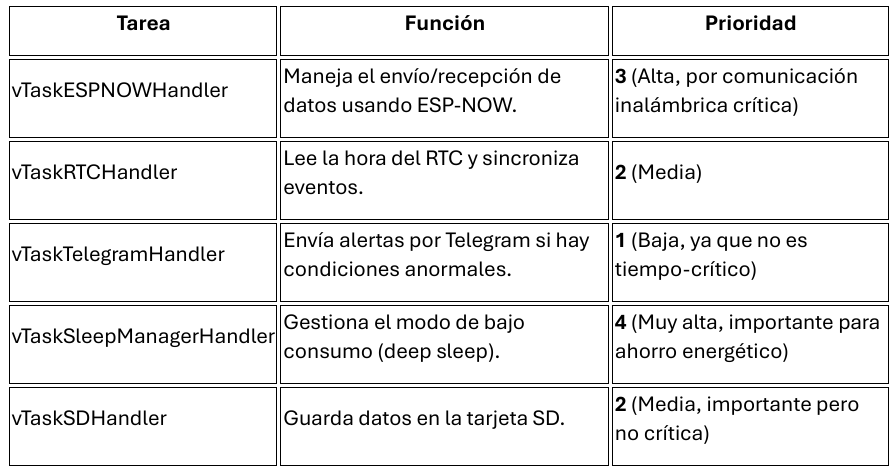 Tarea
Función
Prioridad
vTaskESPNOWHandler
Maneja el envío/recepción de
datos usando ESP-NOW.
3 (Alta, por comunicación
inalámbrica crítica)
vTaskRTCHandler
Lee la hora del RTC y sincroniza
eventos.
2 (Media)
vTaskTelegramHandler
Envía alertas por Telegram si hay
condiciones anormales.
1 (Baja, ya que no es
tiempo-crítico)
vTaskSleepManagerHandler
Gestiona el modo de bajo
consumo (deep sleep).
4 (Muy alta, importante para
ahorro energético)
vTaskSDHandler
Guarda datos en la tarjeta SD.
2 (Media, importante pero
no crítica)